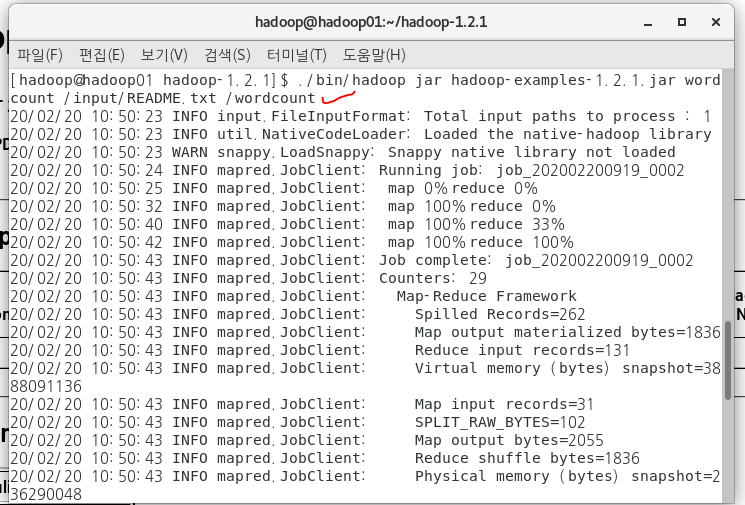 hadoop@hadoop01:~/hadoop-1.2.1
파일(F) 편집(E) 보기(V) 검색(S) 터미널(T) 도움말(H)
[hadoop@hadoop01 hadoop-1.2.1]$ ./bin/hadoop jar hadoop-examples-1.2.1.jar word
count /input/README.txt /wordcount
20/02/20 10:50:23 INFO input.FileInputFormat: Total input paths to process : 1
20/02/20 10:50:23 INFO util.NativeCodeLoader: Loaded the native-hadoop library
20/02/20 10:50:23 WARN snappy.LoadSnappy: Snappy native library not loaded
20/02/20 10:50:24 INFO mapred.JobClient: Running job: job_202002200919_0002
20/02/20 10:50:25 INFO mapred.JobClient: map 0% reduce 0%
20/02/20 10:50:32 INFO mapred.JobClient: map 100% reduce 0%
20/02/20 10:50:40 INFO mapred.JobClient: map 100% reduce 33%
20/02/20 10:50:42 INFO mapred.JobClient: map 100% reduce 100%
20/02/20 10:50:43 INFO mapred.JobClient: Job complete: job_202002200919_0002
20/02/20 10:50:43 INFO mapred.JobClient: Counters: 29
20/02/20 10:50:43 INFO mapred.JobClient: Map-Reduce Framework
20/02/20 10:50:43 INFO mapred.JobClient: Spilled Records=262
20/02/20 10:50:43 INFO mapred.JobClient: Map output materialized bytes=1836
20/02/20 10:50:43 INFO mapred.JobClient: Reduce input records=131
20/02/20 10:50:43 INFO mapred.JobClient: Virtual memory (bytes) snapshot=38
88091136
20/02/20 10:50:43 INFO mapred.JobClient: Map input records=31
20/02/20 10:50:43 INFO mapred.JobClient: SPLIT_RAW_BYTES=102
20/02/20 10:50:43 INFO mapred.JobClient: Map output bytes=2055
20/02/20 10:50:43 INFO mapred.JobClient: Reduce shuffle bytes=1836
20/02/20 10:50:43 INFO mapred.JobClient: Physical memory (bytes) snapshot=2
36290048